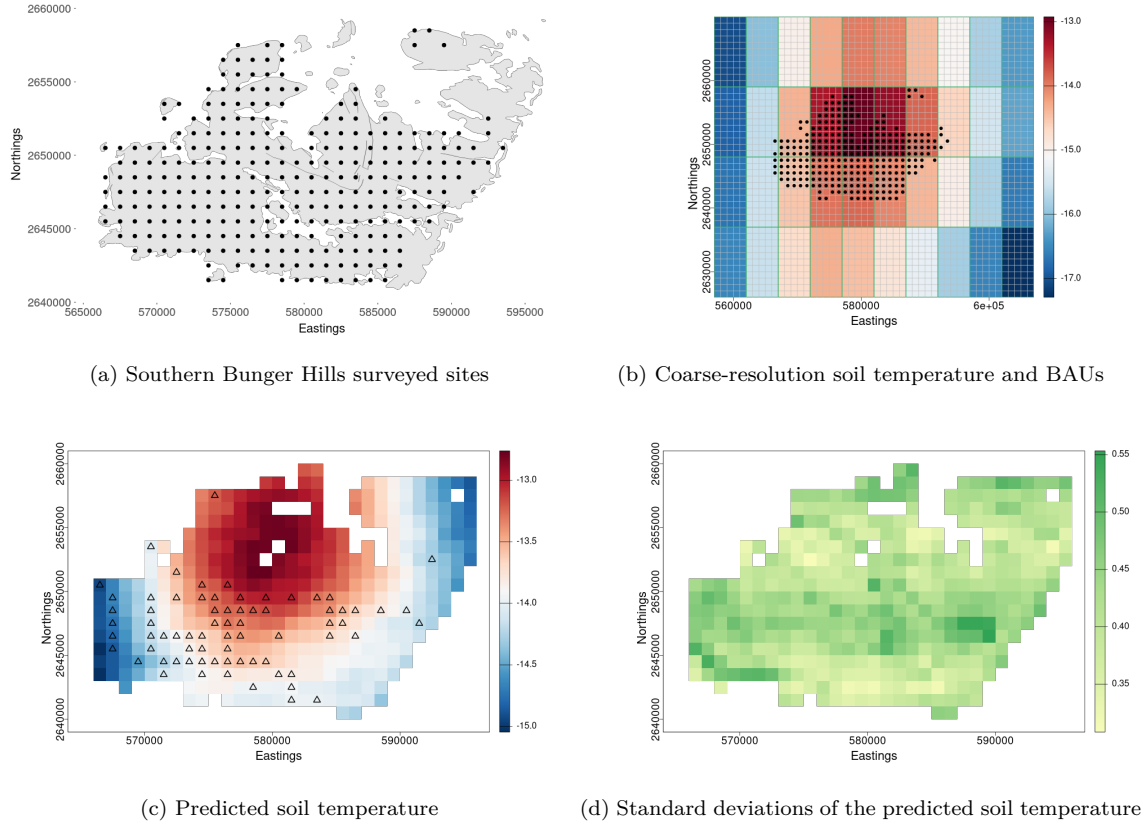 2660000
2655000
2650000
2645000
2640000
Northings
565000 570000 575000 580000 585000 590000 595000
Eastings
(a) Southern Bunger Hills surveyed sites
2660000
2650000
2640000
2630000
Northings
560000 580000 6e+05
Eastings
-13.0
-14.0
-15.0
-16.0
-17.0
(b) Coarse-resolution soil temperature and BAUs
2660000
2655000
2650000
2645000
2640000
Northings
570000 580000 590000
Eastings
-13.0
-13.5
-14.0
-14.5
-15.0
(c) Predicted soil temperature
2660000
2655000
2650000
2645000
2640000
Northings
570000 580000 590000
Eastings
0.55
0.50
0.45
0.40
0.35
(d) Standard deviations of the predicted soil temperature